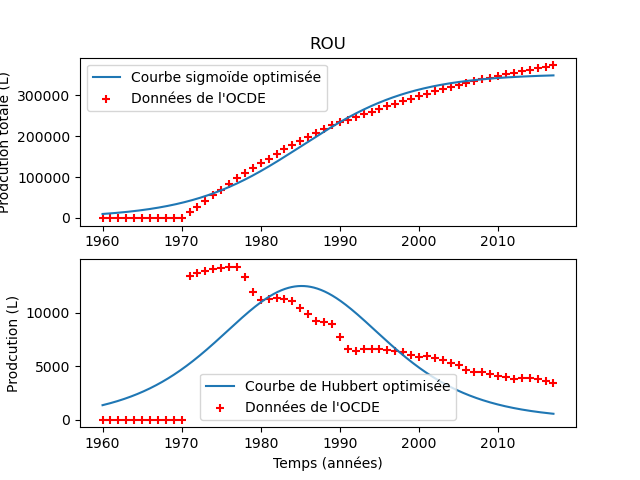 ROU
Prodcution totale (L)
300000
200000
100000
0
Courbe sigmoïde optimisée
Données de l'OCDE
1960 1970 1980 1990 2000 2010
Prodcution (L)
10000
5000
0
Courbe de Hubbert optimisée
Données de l'OCDE
1960 1970 1980 1990 2000 2010
Temps (années)